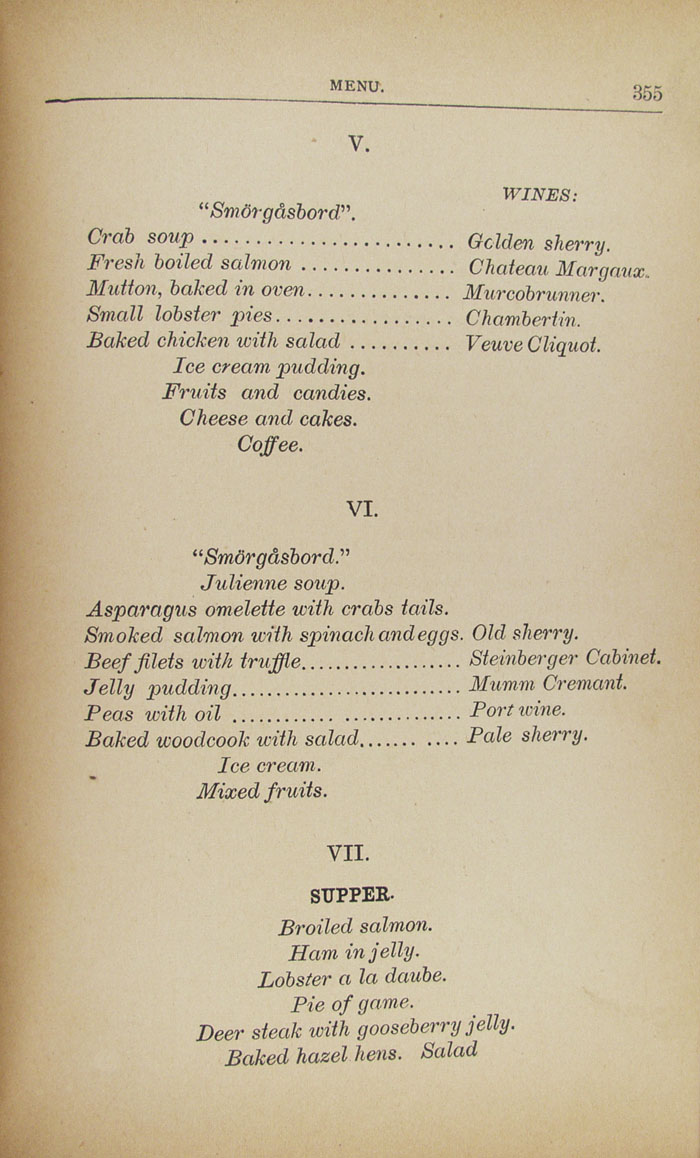 MENU.
355
V.
WINES:
“Smörgåsbord”.
Crab soup ........................ Golden sherry.
Fresh boiled salmon ............... Chateau Margaux.
Mutton, baked in oven.............. Murcobrunner.
Small lobster pies................. Chambertin.
Baked chicken with salad .......... Veuve Cliquot.
Ice cream pudding.
Fruits and candies.
Cheese and cakes.
Coffee.
VI.
“Smörgåsbord.”
Julienne soup.
Asparagus omelette with crabs tails.
Smoked salmon with spinach and eggs. Old sherry.
Beef filets with truffle................... Steinberger Cabinet.
Jelly pudding.......................... Mumm Cremant.
Peas with oil ............ ........... Port wine.
Baked woodcook with salad....... .... Pale sherry.
Ice cream.
Mixed fruits.
VII.
SUPPER.
Broiled salmon.
Ham in jelly.
Lobster a la daube.
Pie of game.
Deer steak with gooseberry jelly.
Baked hazel hens. Salad